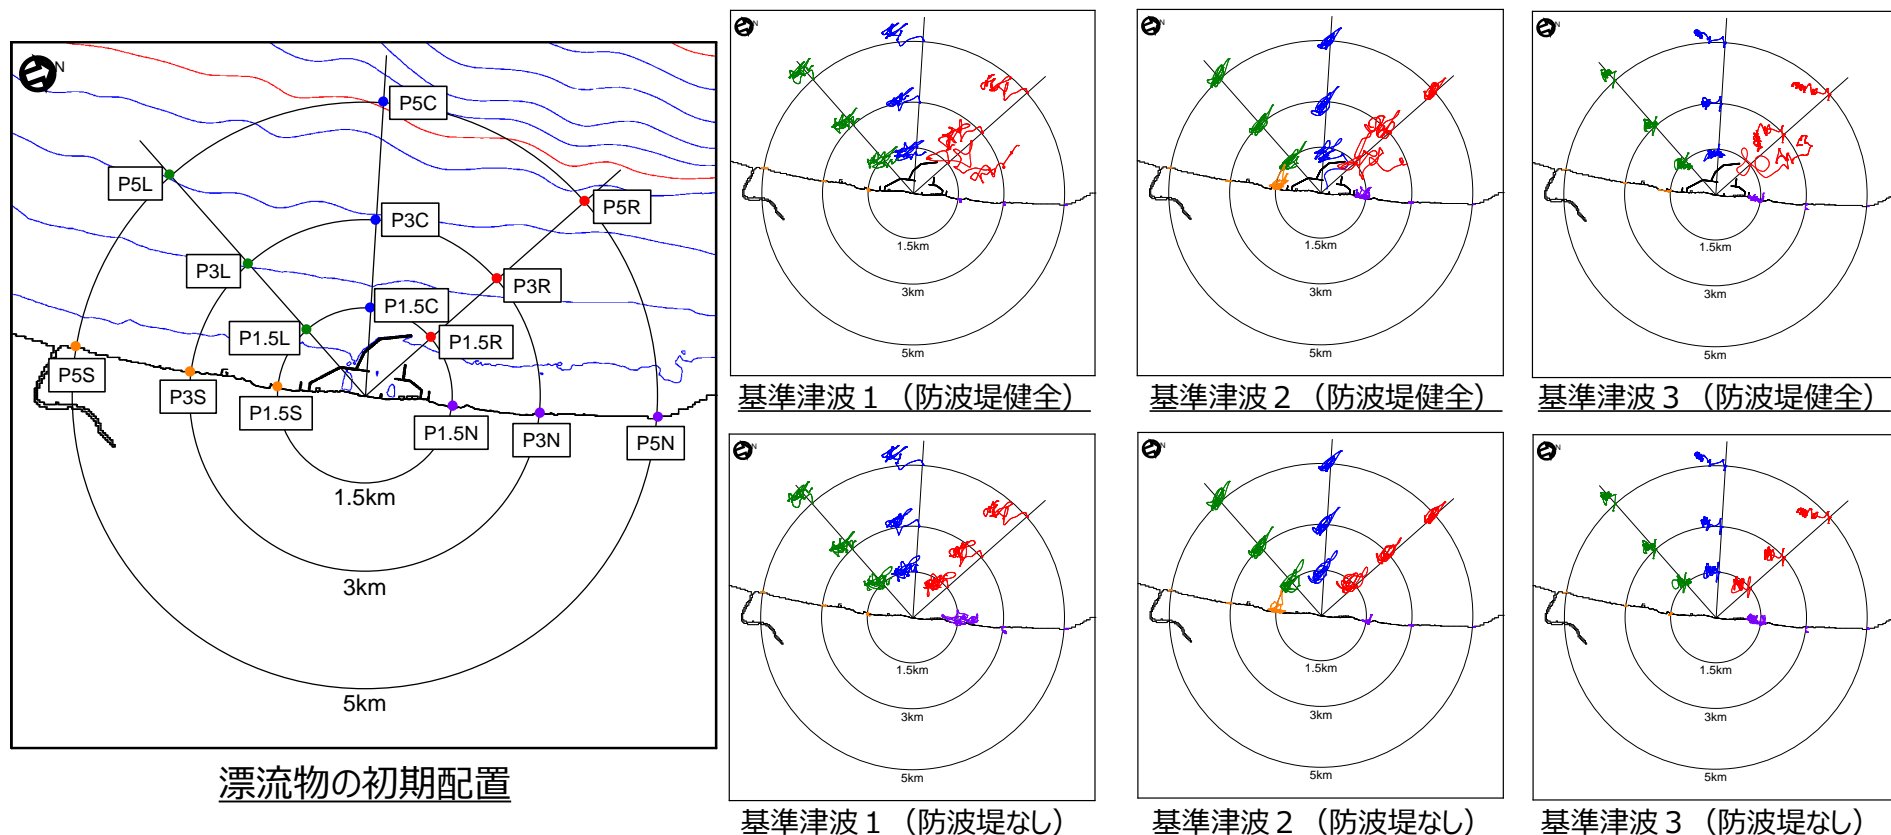 N
P5C
P5L
P5R
P3C
P3L
P3R
P1.5C
P1.5L
P1.5R
P5S
P3S
P1.5S
P1.5N
P3N
P5N
1.5km
3km
5km
漂流物の初期配置
N
1.5km
3km
5km
基準津波1（防波堤健全）
N
1.5km
3km
5km
基準津波2（防波堤健全）
N
1.5km
3km
5km
基準津波3（防波堤健全）
N
1.5km
3km
5km
基準津波1（防波堤なし）
N
1.5km
3km
5km
基準津波2（防波堤なし）
N
1.5km
3km
5km
基準津波3（防波堤なし）